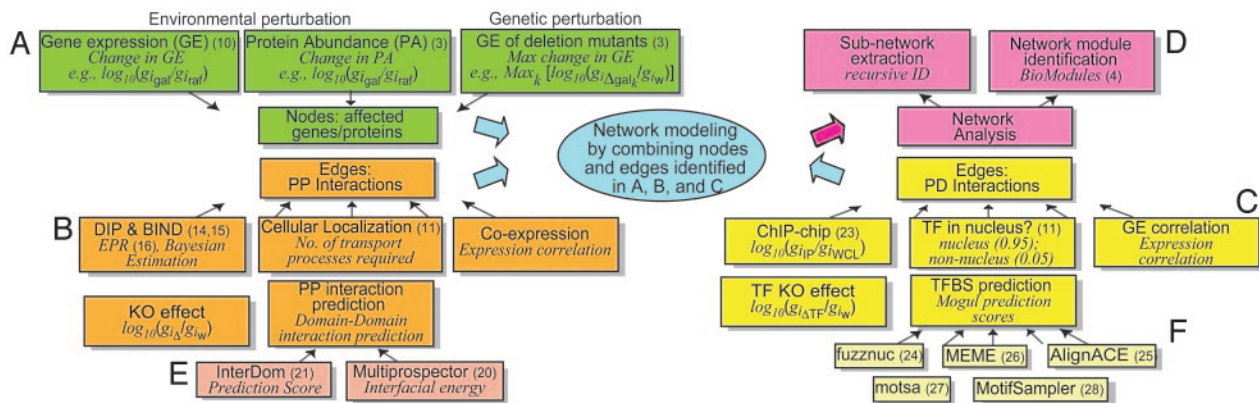 Environmental perturbation
Genetic perturbation
A
Gene expression (GE) (10)
Change in GE
e.g., log10(gigal/giraf)
Protein Abundance (PA) (3)
Change in PA
e.g., log10(gigal/giraf)
GE of deletion mutants (3)
Max change in GE
e.g., Maxk [log10(giΔgalk/giw)]
Nodes: affected
genes/proteins
Edges:
PP Interactions
B
DIP & BIND (14,15)
EPR (16), Bayesian
Estimation
Cellular Localization (11)
No. of transport
processes required
Co-expression
Expression correlation
KO effect
log10(giΔ/giw)
PP interaction
prediction
Domain-Domain
interaction prediction
E
InterDom (21)
Prediction Score
Multiprospector (20)
Interfacial energy
Network modeling
by combining nodes
and edges identified
in A, B, and C
D
Sub-network
extraction
recursive ID
Network module
identification
BioModules (4)
Network
Analysis
Edges:
PD Interactions
C
ChIP-chip (23)
log10(giIP/giWCL)
TF in nucleus? (11)
nucleus (0.95);
non-nucleus (0.05)
GE correlation
Expression
correlation
TF KO effect
log10(giΔTF/giw)
TFBS prediction
Mogul prediction
scores
F
fuzznuc (24)
MEME (26)
AlignACE (25)
motsa (27)
MotifSampler (28)